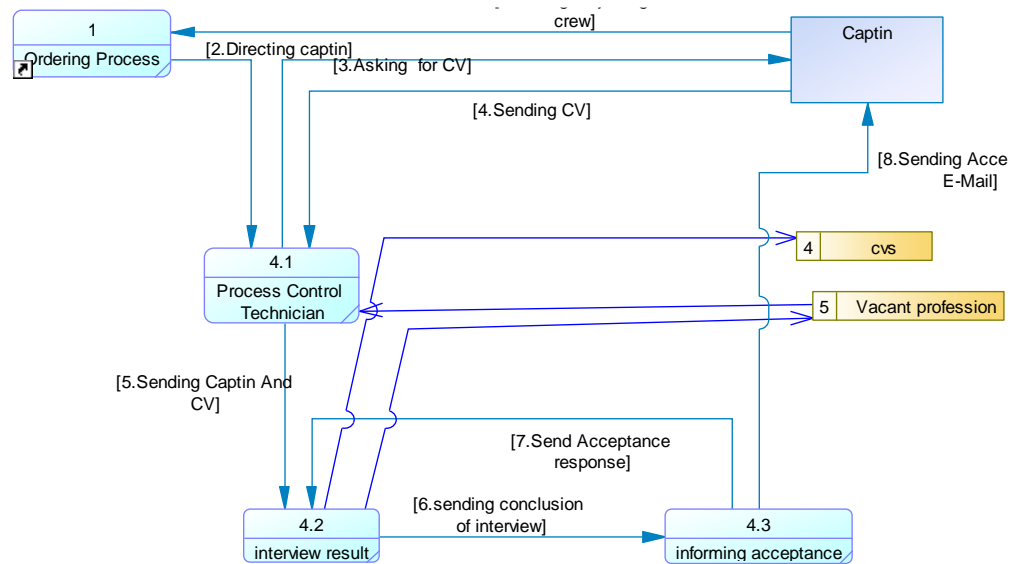 crew]
1
Ordering Process
Captin
[2.Directing captin]
[3.Asking for CV]
[4.Sending CV]
[8.Sending Acce
E-Mail]
4 cvs
4.1
Process Control
Technician
5 Vacant profession
[5.Sending Captin And
CV]
[7.Send Acceptance
response]
[6.sending conclusion
of interview]
4.2
interview result
4.3
informing acceptance